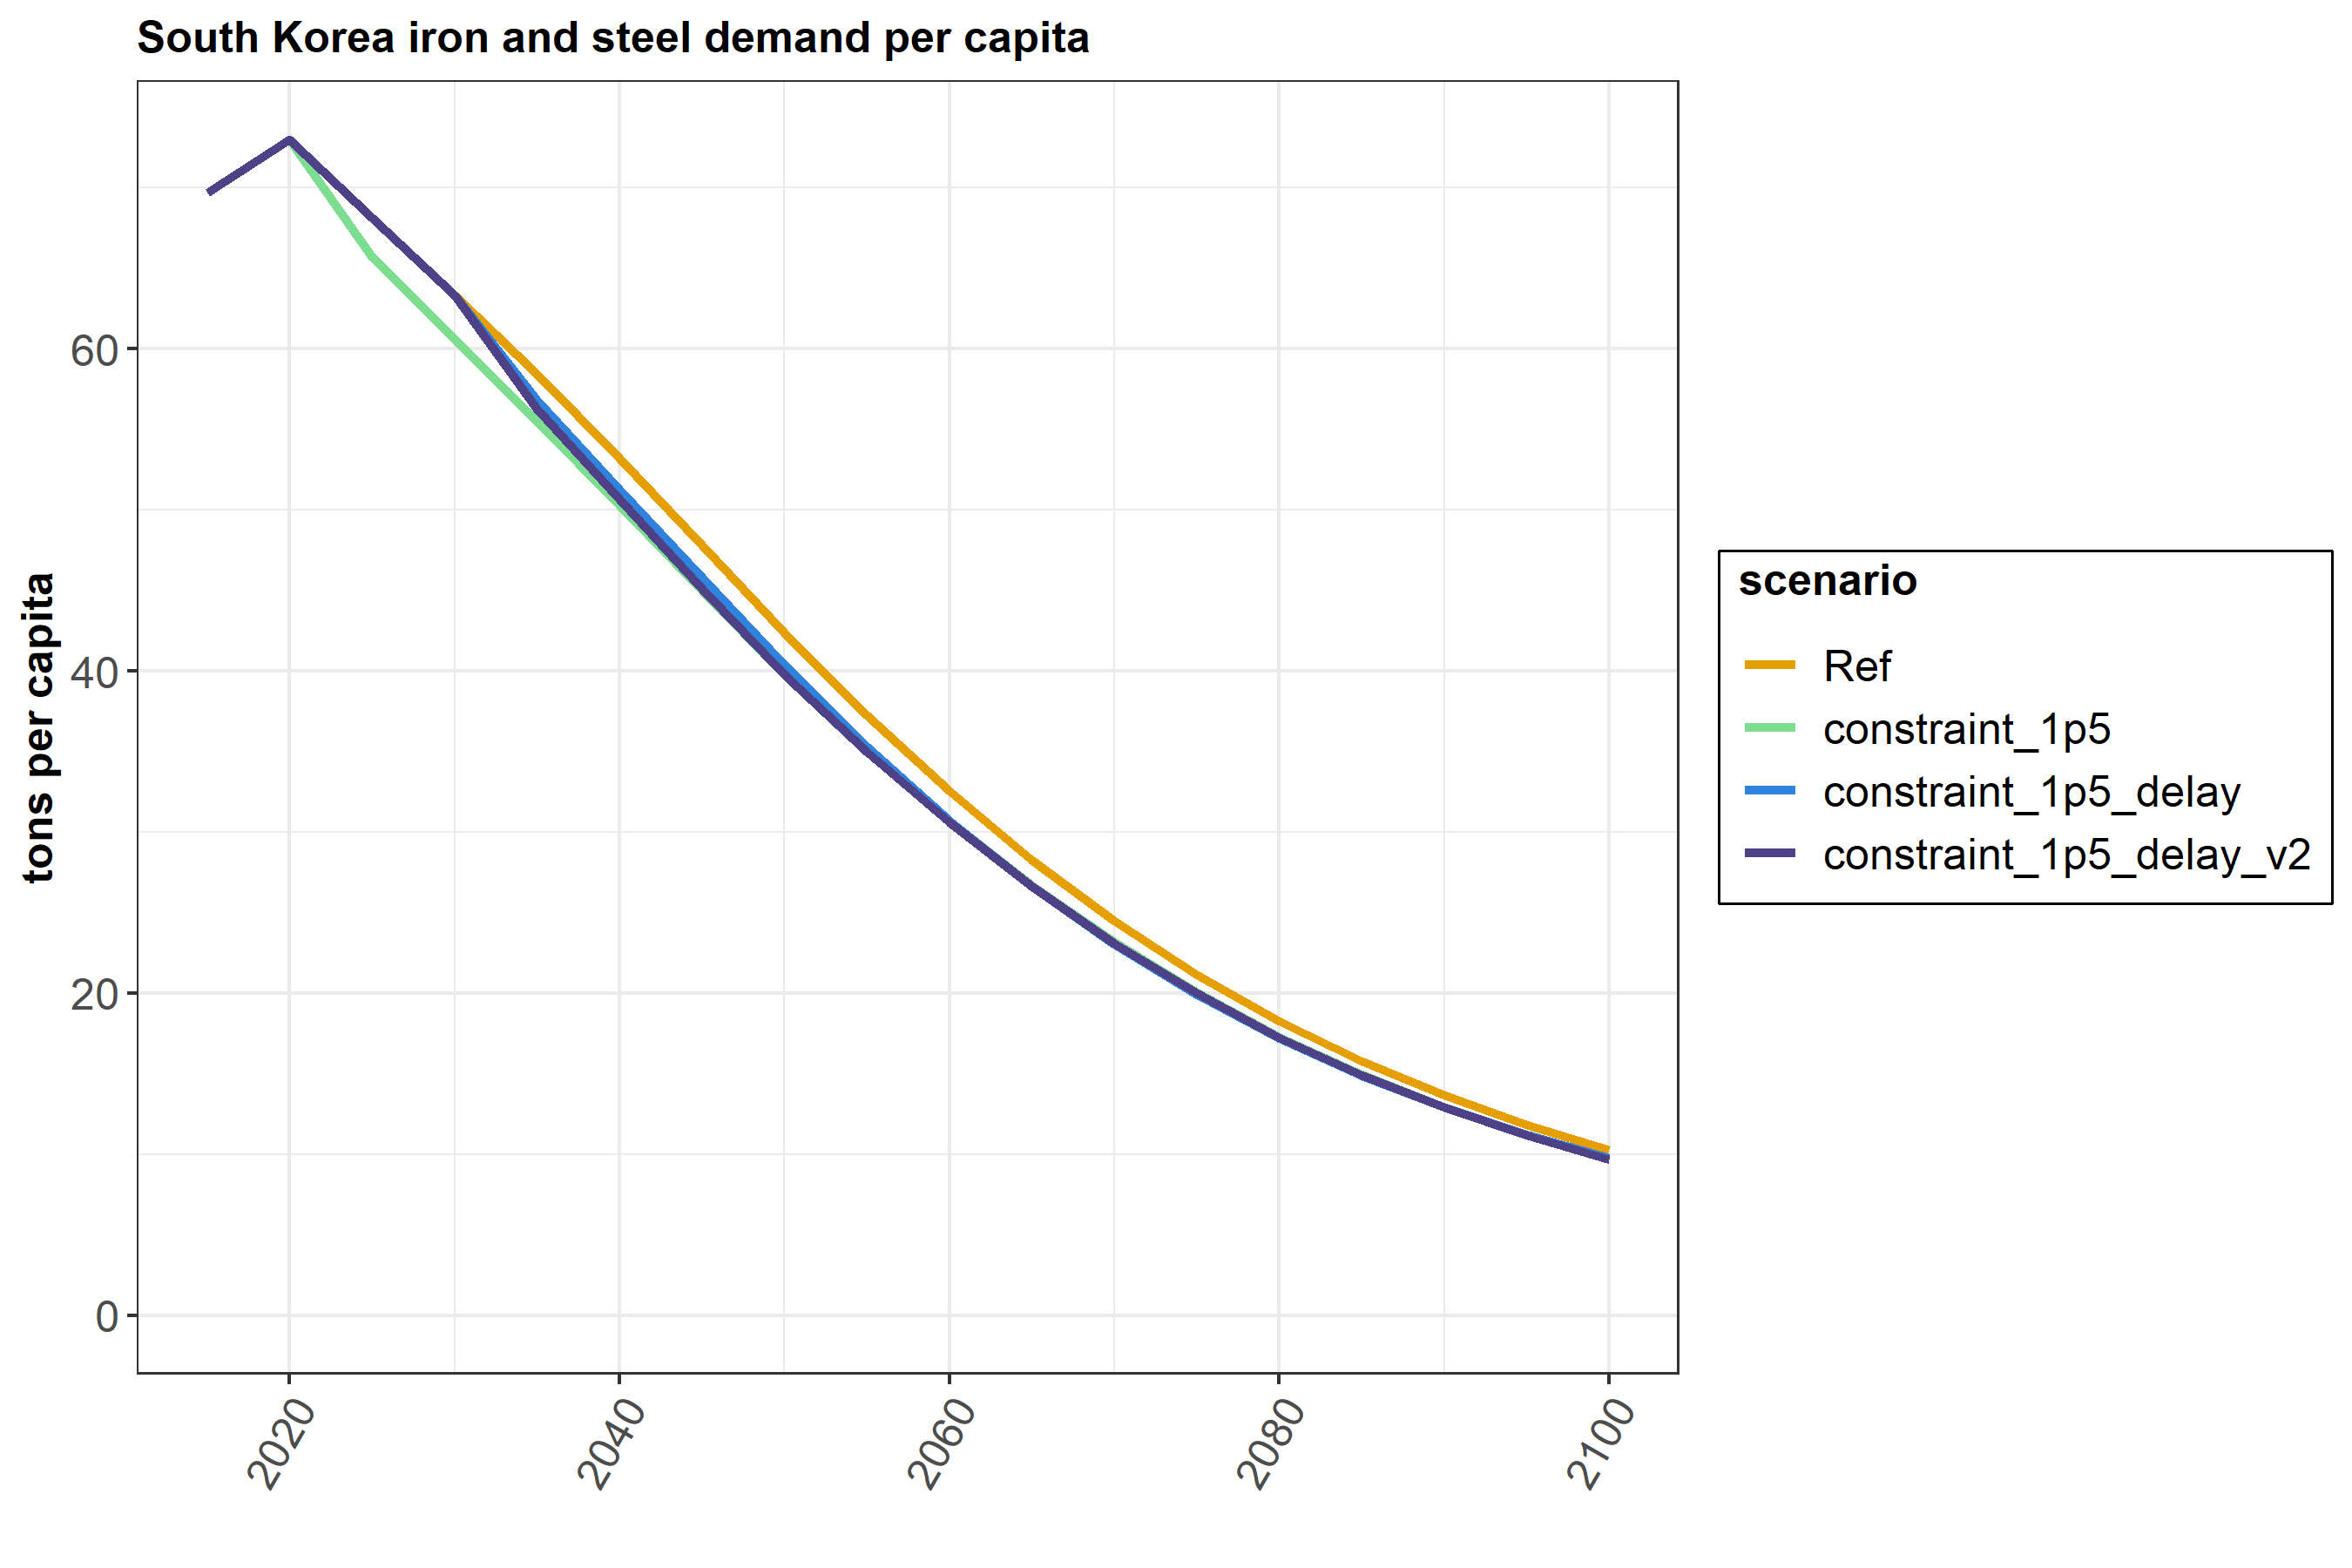 South Korea iron and steel demand per capita
tons per capita
60
40
20
0
2020
2040
2060
2080
2100
scenario
Ref
constraint_1p5
constraint_1p5_delay
constraint_1p5_delay_v2